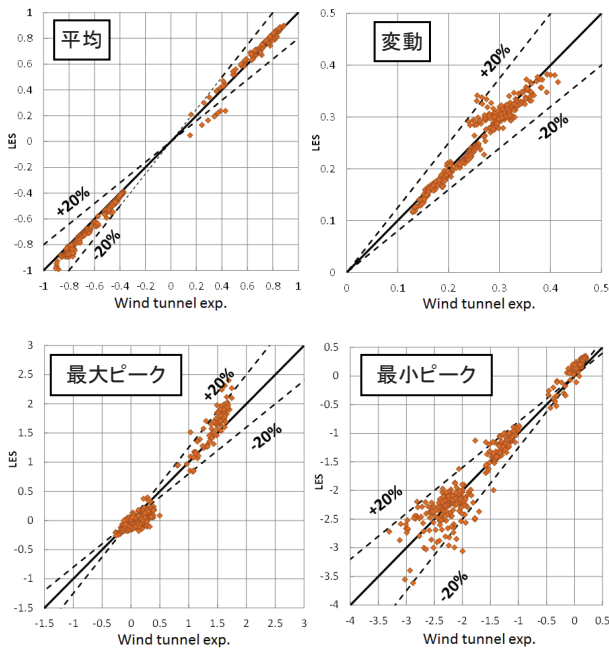 平均
1
0.8
0.6
0.4
0.2
0
-0.2
-0.4
-0.6
-0.8
-1
LES
+20%
-20%
-1 -0.8 -0.6 -0.4 -0.2 0 0.2 0.4 0.6 0.8 1
Wind tunnel exp.
変動
0.5
0.4
0.3
0.2
0.1
0
LES
+20%
-20%
0 0.1 0.2 0.3 0.4 0.5
Wind tunnel exp.
最大ピーク
3
2.5
2
1.5
1
0.5
0
-0.5
-1
-1.5
LES
+20%
-20%
-1.5 -1 -0.5 0 0.5 1 1.5 2 2.5 3
Wind tunnel exp.
最小ピーク
0.5
0
-0.5
-1
-1.5
-2
-2.5
-3
-3.5
-4
LES
+20%
-20%
-4 -3.5 -3 -2.5 -2 -1.5 -1 -0.5 0 0.5
Wind tunnel exp.